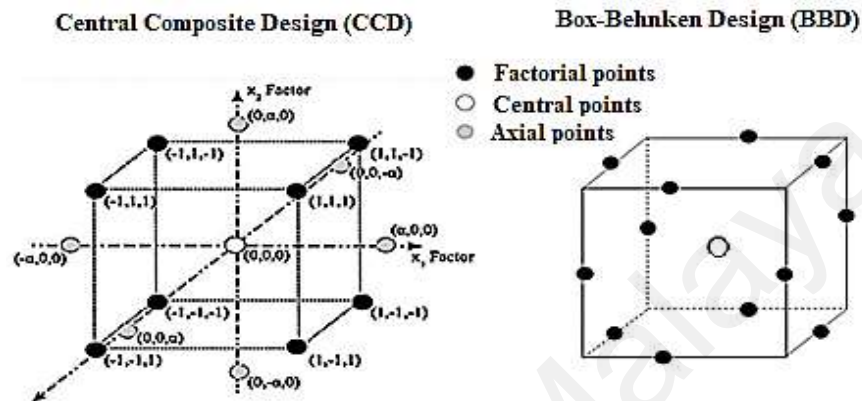 Central Composite Design (CCD)
Box-Behnken Design (BBD)
Factorial points
Central points
Axial points
x₂ Factor
(0,α,0)
(-1,1,-1)
(1,1,-1)
(0,0,-α)
(-1,1,1)
(1,1,1)
(α,0,0)
(-α,0,0)
(0,0,0)
x₁ Factor
(-1,-1,-1)
(1,-1,-1)
(0,0,α)
(-1,-1,1)
(1,-1,1)
(0,-α,0)
Malaya